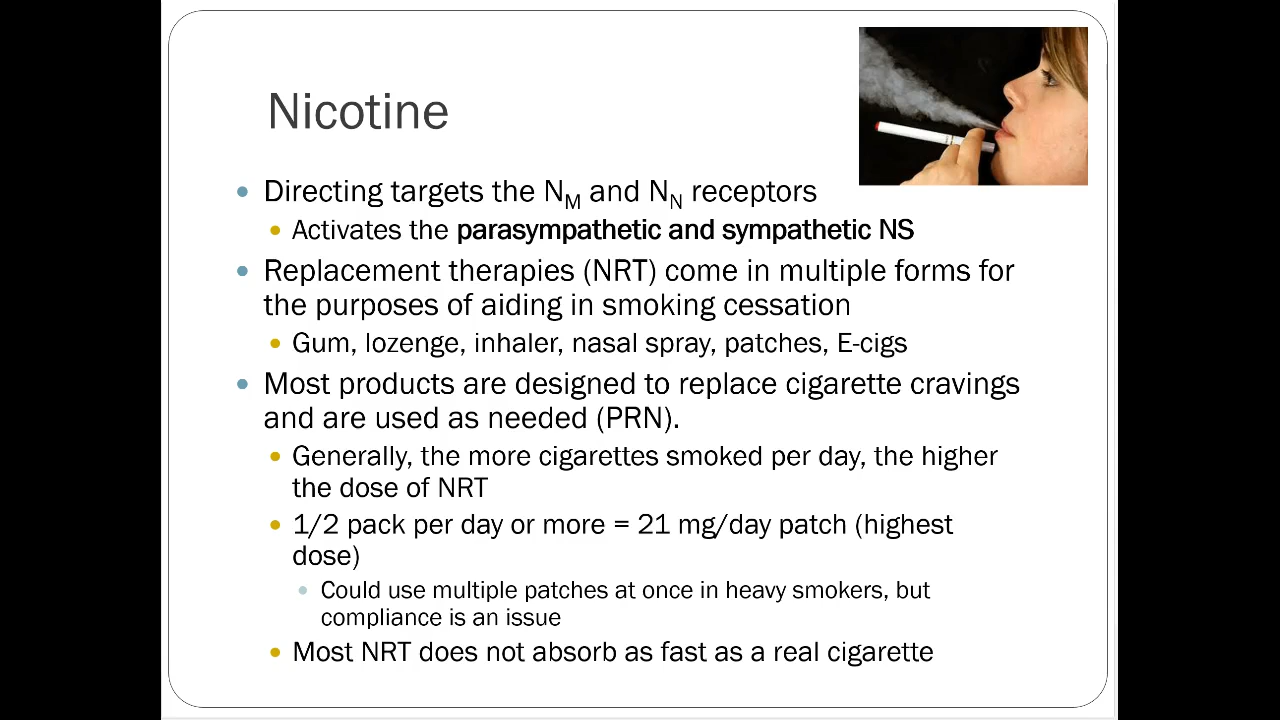 Nicotine
• Directing targets the N_M and N_N receptors
• Activates the parasympathetic and sympathetic NS
• Replacement therapies (NRT) come in multiple forms for
the purposes of aiding in smoking cessation
• Gum, lozenge, inhaler, nasal spray, patches, E-cigs
• Most products are designed to replace cigarette cravings
and are used as needed (PRN).
• Generally, the more cigarettes smoked per day, the higher
the dose of NRT
• 1/2 pack per day or more = 21 mg/day patch (highest
dose)
• Could use multiple patches at once in heavy smokers, but
compliance is an issue
• Most NRT does not absorb as fast as a real cigarette